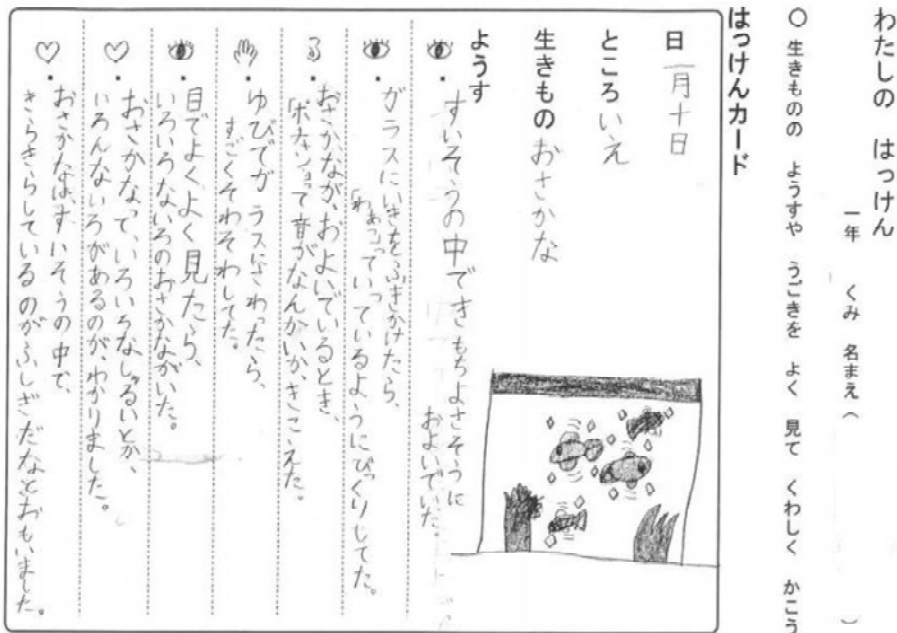 わたしの はっけん
一年 くみ 名まえ（ ）
○ 生きものの ようすや うごきを よく 見て くわしく かこう
はっけんカード
日 一月十日
ところ いえ
生きもの おさかな
ようす
・すいそうの中できもちよさそうに
およいでいた。
・ガラスにいきをふきかけたら、
「わあっ」っていっているようにびっくりしてた。
・おさかなが、およいでいるとき、
「ポチャン」って音がなんかいか、きこえた。
・ゆびでガラスにさわったら、
すごくそわそわしてた。
・目でよくよく見たら、
いろいろないろのおさかながいた。
・おさかなって、いろいろなしゅるいとか、
いろんないろがあるのが、わかりました。
・おさかなは、すいそうの中で、
きらきらしているのがふしぎだなとおもいました。